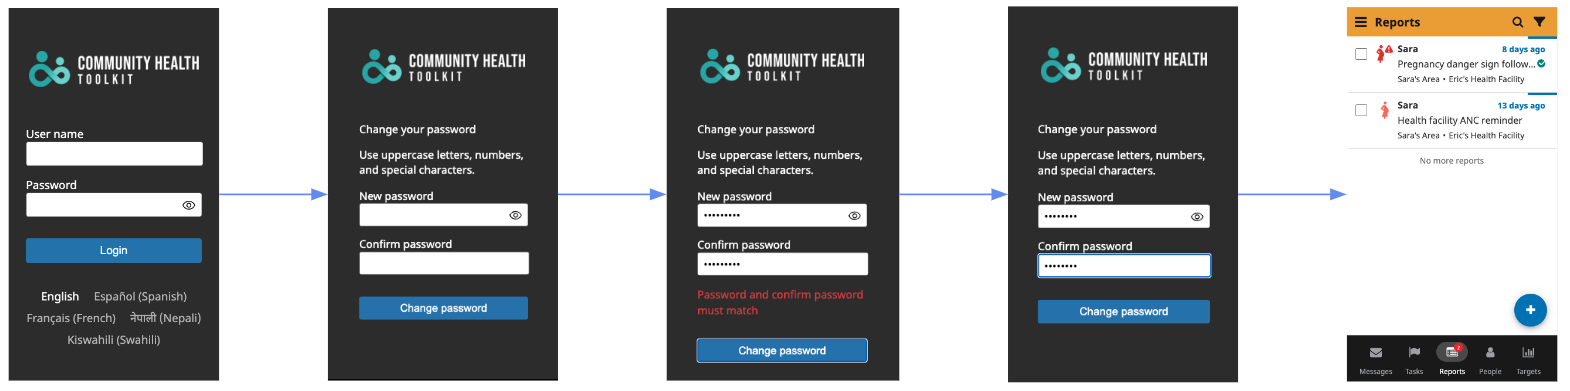 COMMUNITY HEALTH
TOOLKIT
User name
Password
Login
English Español (Spanish)
Français (French) नेपाली (Nepali)
Kiswahili (Swahili)
COMMUNITY HEALTH
TOOLKIT
Change your password
Use uppercase letters, numbers,
and special characters.
New password
Confirm password
Change password
COMMUNITY HEALTH
TOOLKIT
Change your password
Use uppercase letters, numbers,
and special characters.
New password
•••••••••
Confirm password
•••••••••
Password and confirm password
must match
Change password
COMMUNITY HEALTH
TOOLKIT
Change your password
Use uppercase letters, numbers,
and special characters.
New password
••••••••
Confirm password
••••••••
Change password
Reports
Sara 8 days ago
Pregnancy danger sign follow...
Sara's Area • Eric's Health Facility
Sara 13 days ago
Health facility ANC reminder
Sara's Area • Eric's Health Facility
No more reports
+
2
Messages Tasks Reports People Targets